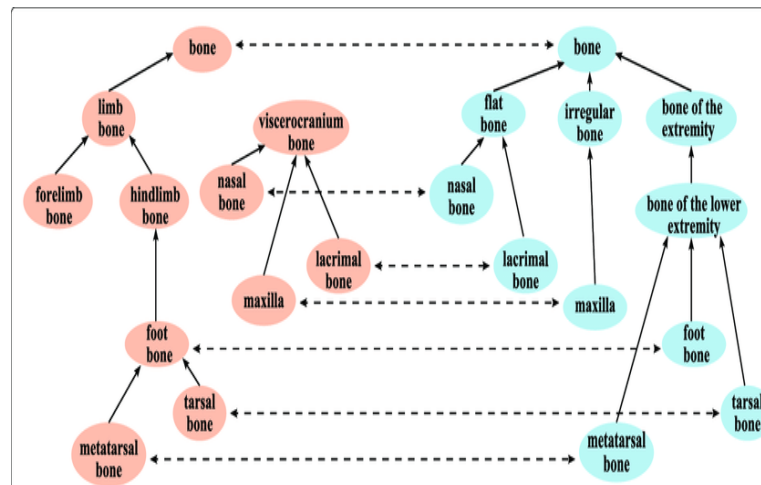 bone
bone
limb
bone
viscerocranium
bone
flat
bone
irregular
bone
bone of the
extremity
forelimb
bone
hindlimb
bone
nasal
bone
nasal
bone
bone of the lower
extremity
lacrimal
bone
lacrimal
bone
maxilla
maxilla
foot
bone
foot
bone
tarsal
bone
tarsal
bone
metatarsal
bone
metatarsal
bone